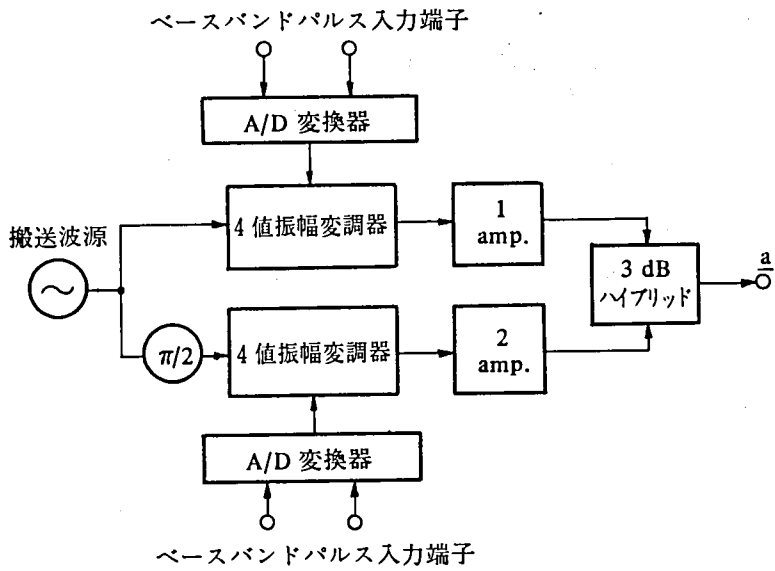 ベースバンドパルス入力端子
A/D 変換器
4 値振幅変調器
1
amp.
搬送波源
3 dB
ハイブリッド
a
π/2
4 値振幅変調器
2
amp.
A/D 変換器
ベースバンドパルス入力端子